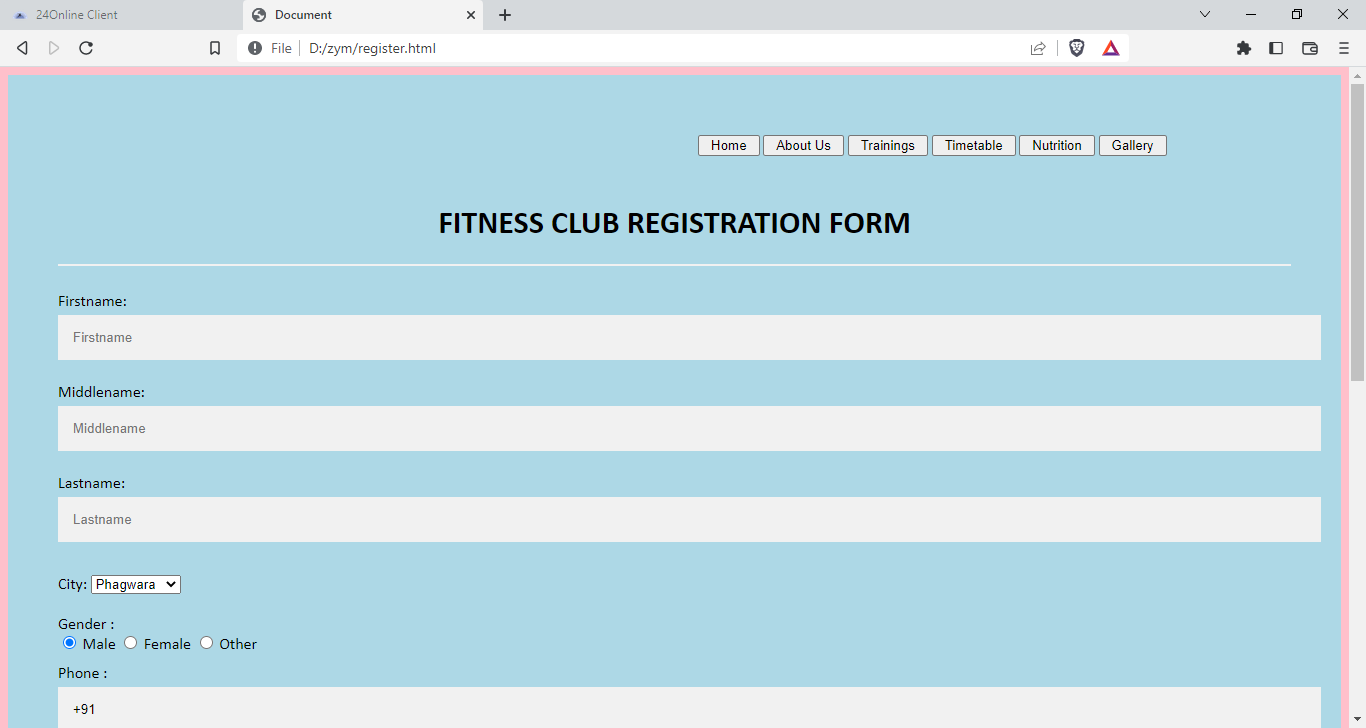 24Online Client Document
File D:/zym/register.html
Home About Us Trainings Timetable Nutrition Gallery
FITNESS CLUB REGISTRATION FORM
Firstname:
Firstname
Middlename:
Middlename
Lastname:
Lastname
City: Phagwara
Gender :
Male Female Other
Phone :
+91